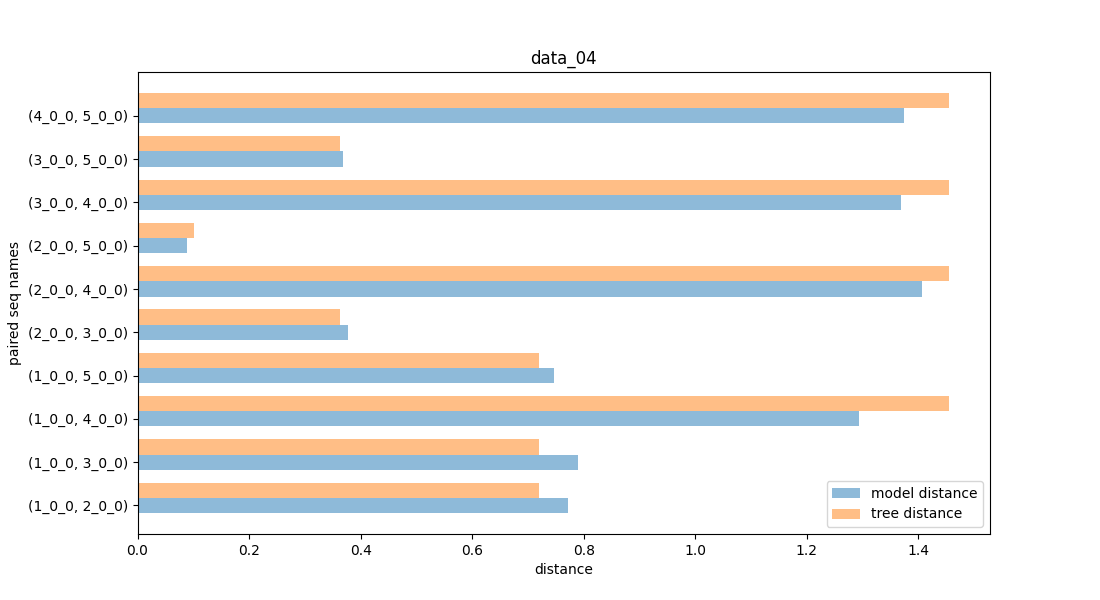 data_04
(4_0_0, 5_0_0)
(3_0_0, 5_0_0)
(3_0_0, 4_0_0)
(2_0_0, 5_0_0)
(2_0_0, 4_0_0)
(2_0_0, 3_0_0)
(1_0_0, 5_0_0)
(1_0_0, 4_0_0)
(1_0_0, 3_0_0)
(1_0_0, 2_0_0)
paired seq names
model distance
tree distance
0.0 0.2 0.4 0.6 0.8 1.0 1.2 1.4
distance